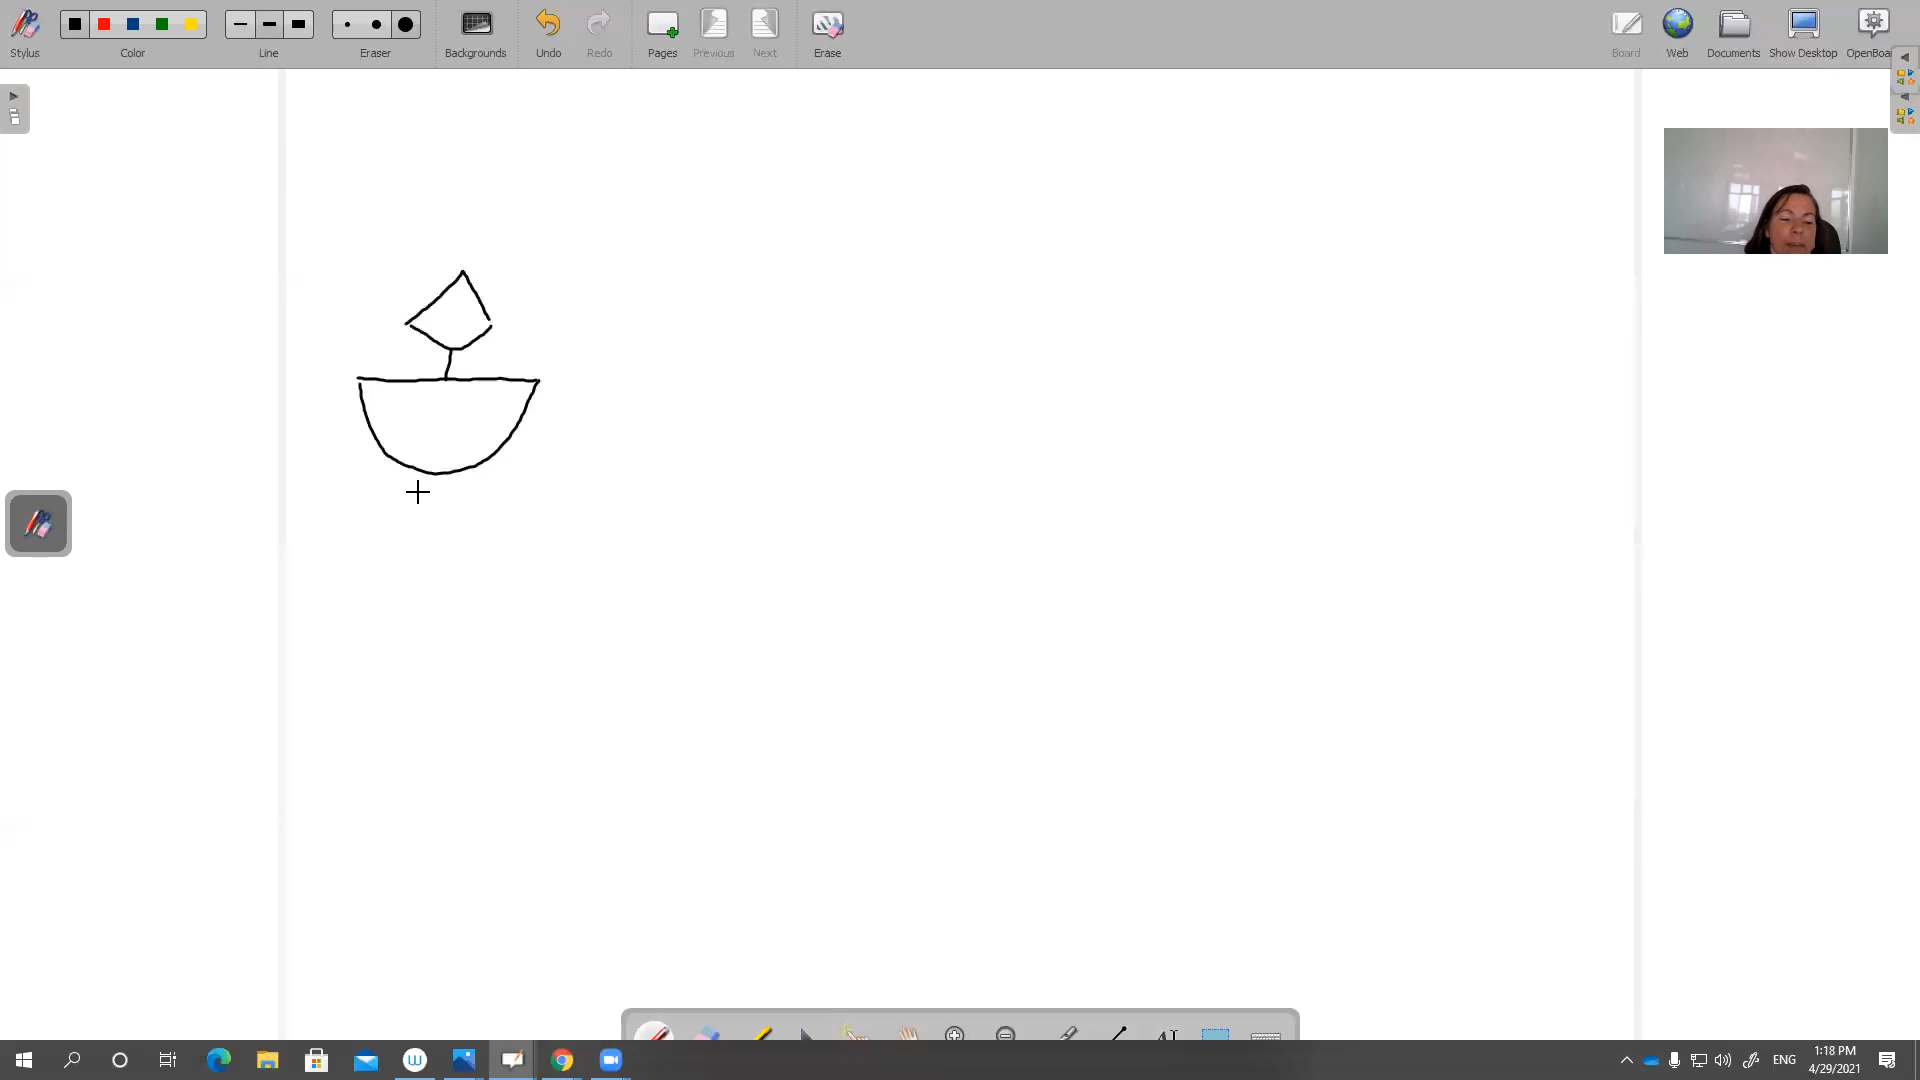 Stylus
Color
Line
Eraser
Backgrounds
Undo
Redo
Pages
Previous
Next
Erase
Board
Web
Documents
Show Desktop
OpenBoa
ENG
1:18 PM
4/29/2021